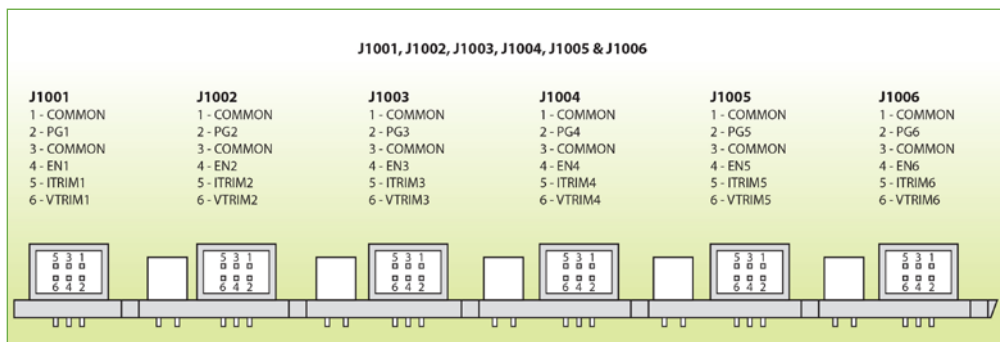 J1001, J1002, J1003, J1004, J1005 & J1006
J1001
1 - COMMON
2 - PG1
3 - COMMON
4 - EN1
5 - ITRIM1
6 - VTRIM1
J1002
1 - COMMON
2 - PG2
3 - COMMON
4 - EN2
5 - ITRIM2
6 - VTRIM2
J1003
1 - COMMON
2 - PG3
3 - COMMON
4 - EN3
5 - ITRIM3
6 - VTRIM3
J1004
1 - COMMON
2 - PG4
3 - COMMON
4 - EN4
5 - ITRIM4
6 - VTRIM4
J1005
1 - COMMON
2 - PG5
3 - COMMON
4 - EN5
5 - ITRIM5
6 - VTRIM5
J1006
1 - COMMON
2 - PG6
3 - COMMON
4 - EN6
5 - ITRIM6
6 - VTRIM6
5 3 1
6 4 2
5 3 1
6 4 2
5 3 1
6 4 2
5 3 1
6 4 2
5 3 1
6 4 2
5 3 1
6 4 2